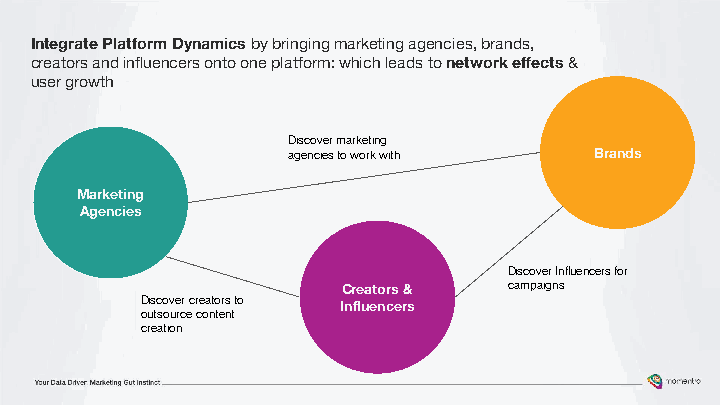 Integrate Platform Dynamics by bringing marketing agencies, brands,
creators and influencers onto one platform: which leads to network effects &
user growth
Discover marketing
agencies to work with
Brands
Marketing
Agencies
Discover Influencers for
campaigns
Creators &
Influencers
Discover creators to
outsource content
creation
Your Data Driven Marketing Gut Instinct
momentro